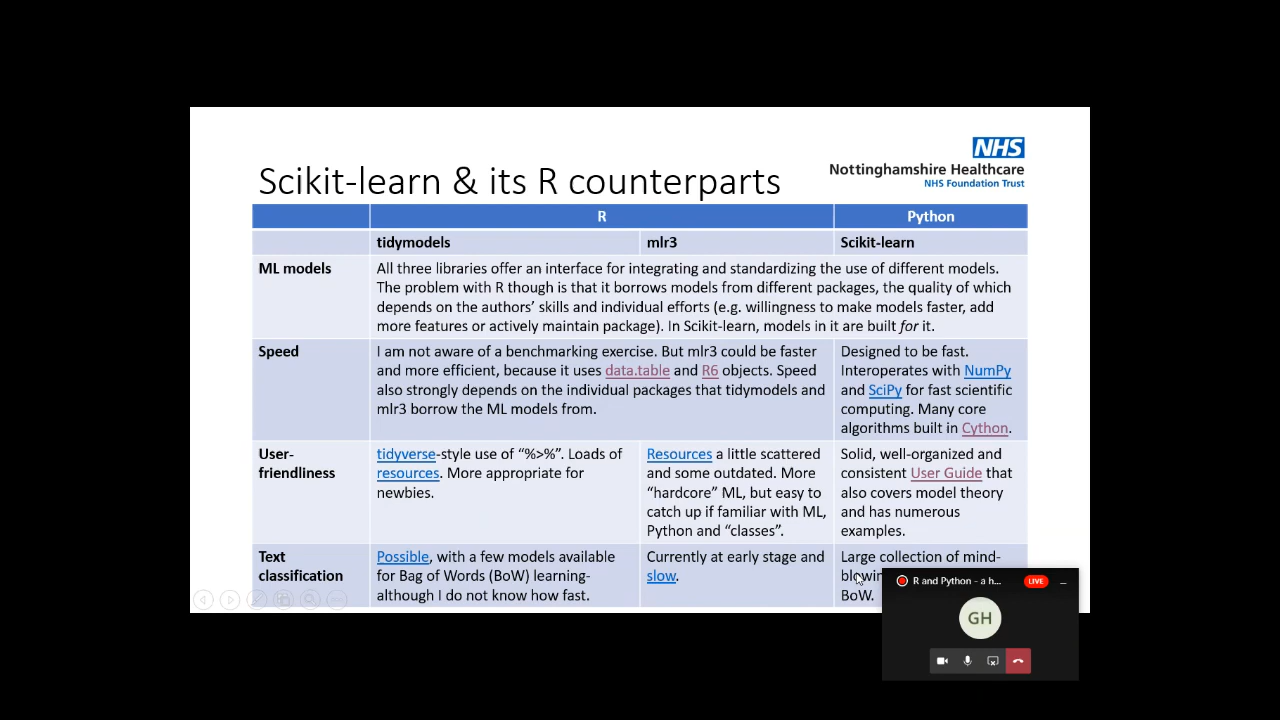 NHS
Nottinghamshire Healthcare
NHS Foundation Trust
Scikit-learn & its R counterparts
R
Python
tidymodels
mlr3
Scikit-learn
ML models
All three libraries offer an interface for integrating and standardizing the use of different models.
The problem with R though is that it borrows models from different packages, the quality of which
depends on the authors’ skills and individual efforts (e.g. willingness to make models faster, add
more features or actively maintain package). In Scikit-learn, models in it are built for it.
Speed
I am not aware of a benchmarking exercise. But mlr3 could be faster
and more efficient, because it uses data.table and R6 objects. Speed
also strongly depends on the individual packages that tidymodels and
mlr3 borrow the ML models from.
Designed to be fast.
Interoperates with NumPy
and SciPy for fast scientific
computing. Many core
algorithms built in Cython.
User-
friendliness
tidyverse-style use of “%>%”. Loads of
resources. More appropriate for
newbies.
Resources a little scattered
and some outdated. More
“hardcore” ML, but easy to
catch up if familiar with ML,
Python and “classes”.
Solid, well-organized and
consistent User Guide that
also covers model theory
and has numerous
examples.
Text
classification
Possible, with a few models available
for Bag of Words (BoW) learning-
although I do not know how fast.
Currently at early stage and
slow.
Large collection of mind-
BoW.
R and Python - a h...
LIVE
GH